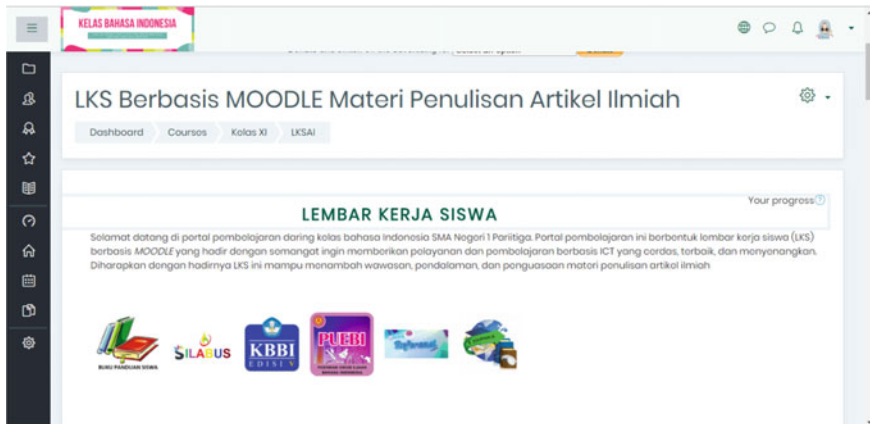 KELAS BAHASA INDONESIA
LKS Berbasis MOODLE Materi Penulisan Artikel Ilmiah
Dashboard Courses Kelas XI LKSAI
Your progress
LEMBAR KERJA SISWA
Selamat datang di portal pembelajaran daring kelas bahasa Indonesia SMA Negeri 1 Pariitiga. Portal pembelajaran ini berbentuk lembar kerja siswa (LKS)
berbasis MOODLE yang hadir dengan semangat ingin memberikan pelayanan dan pembelajaran berbasis ICT yang cerdas, terbaik, dan menyenangkan.
Diharapkan dengan hadirnya LKS ini mampu menambah wawasan, pendalaman, dan penguasaan materi penulisan artikel ilmiah
BUKU PANDUAN SISWA
SILABUS
KBBI
EDISI V
PUEBI
Referensi